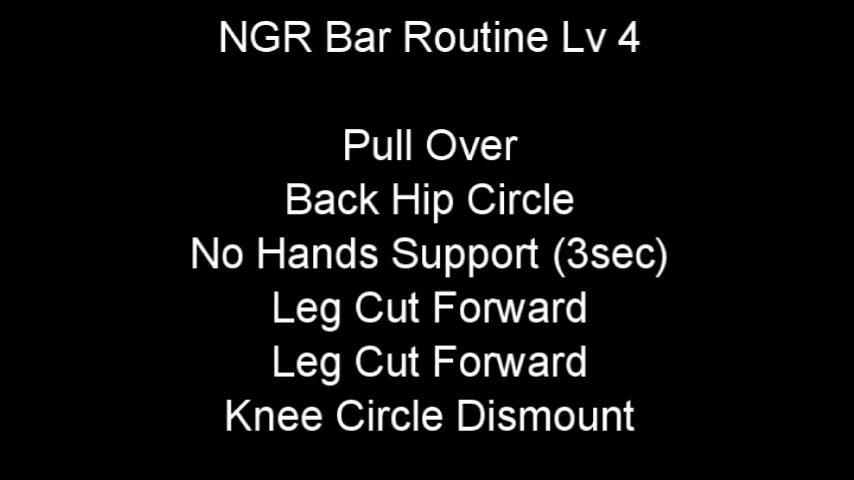 NGR Bar Routine Lv 4
Pull Over
Back Hip Circle
No Hands Support (3sec)
Leg Cut Forward
Leg Cut Forward
Knee Circle Dismount